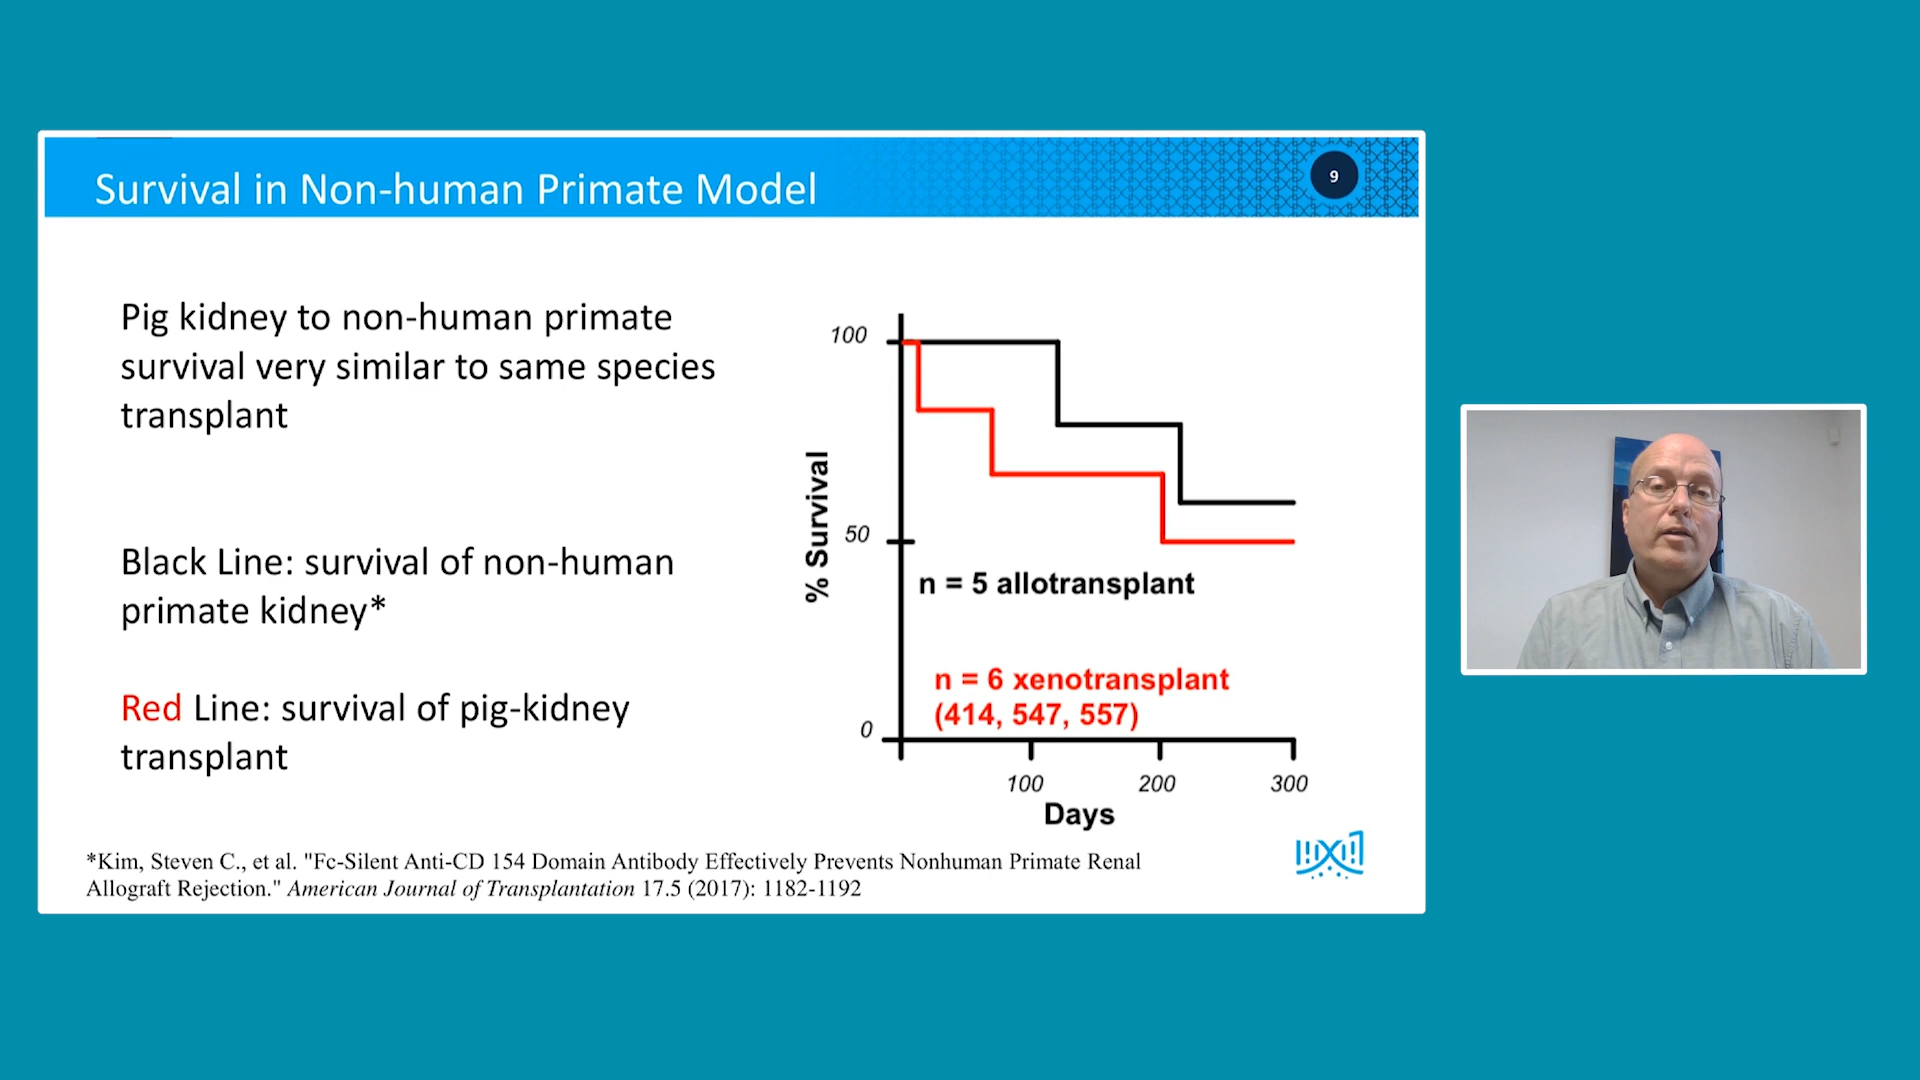 Survival in Non-human Primate Model
9
Pig kidney to non-human primate
survival very similar to same species
transplant
Black Line: survival of non-human
primate kidney*
Red Line: survival of pig-kidney
transplant
% Survival
100
50
0
n = 5 allotransplant
n = 6 xenotransplant
(414, 547, 557)
100 200 300
Days
*Kim, Steven C., et al. "Fc-Silent Anti-CD 154 Domain Antibody Effectively Prevents Nonhuman Primate Renal
Allograft Rejection." American Journal of Transplantation 17.5 (2017): 1182-1192